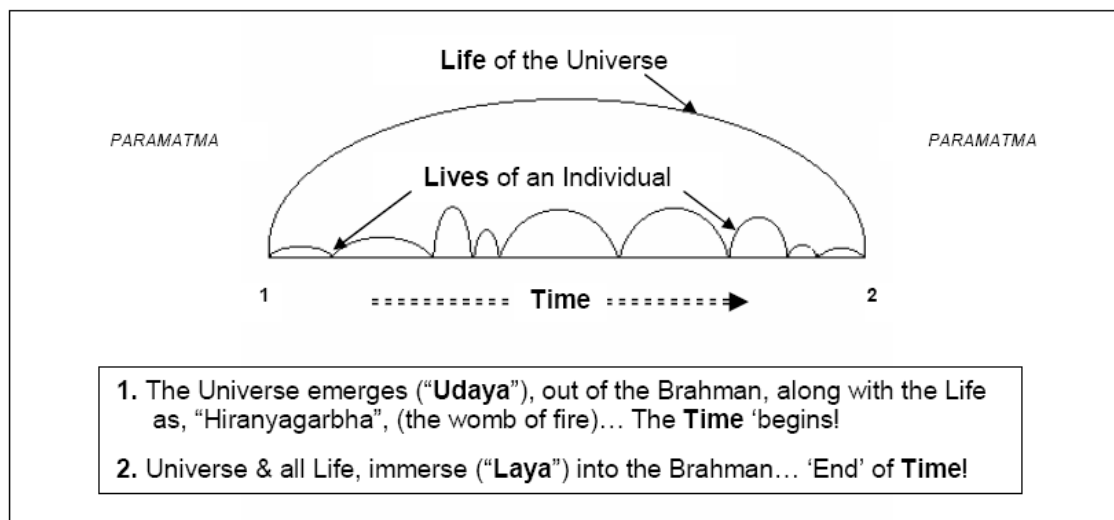 Life of the Universe
PARAMATMA
PARAMATMA
Lives of an Individual
1
Time
2
1. The Universe emerges (“Udaya”), out of the Brahman, along with the Life
as, “Hiranyagarbha”, (the womb of fire)… The Time ‘begins!
2. Universe & all Life, immerse (“Laya”) into the Brahman… ‘End’ of Time!